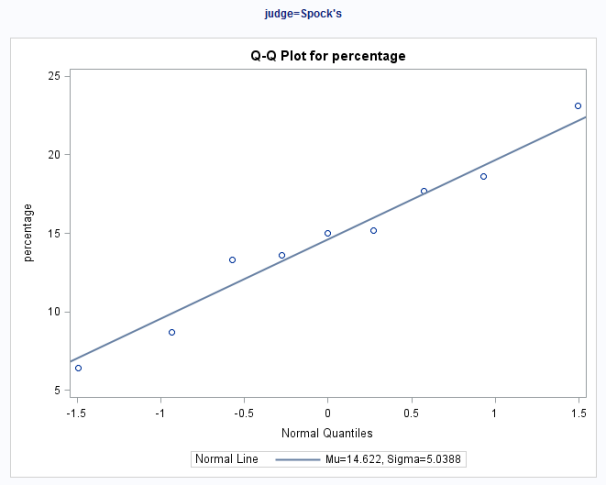 judge=Spock's
Q-Q Plot for percentage
25
20
15
10
5
percentage
-1.5 -1 -0.5 0 0.5 1 1.5
Normal Quantiles
Normal Line Mu=14.622, Sigma=5.0388